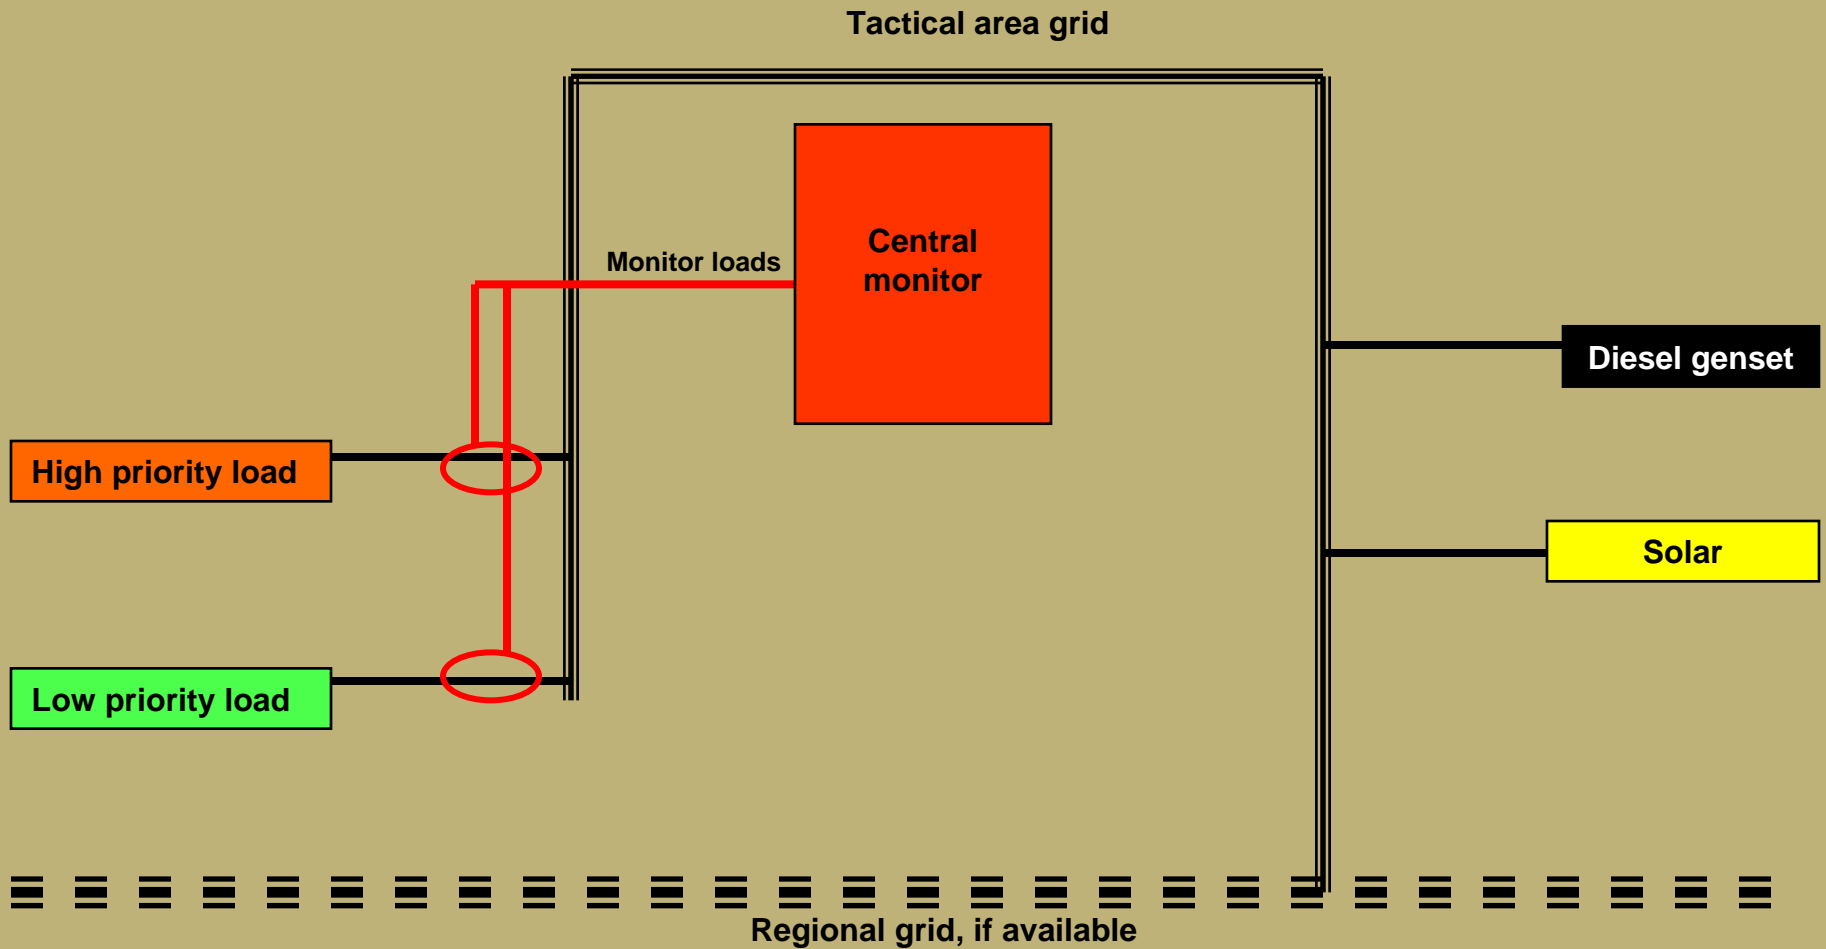 Tactical area grid
Central
monitor
Monitor loads
Diesel genset
High priority load
Solar
Low priority load
Regional grid, if available